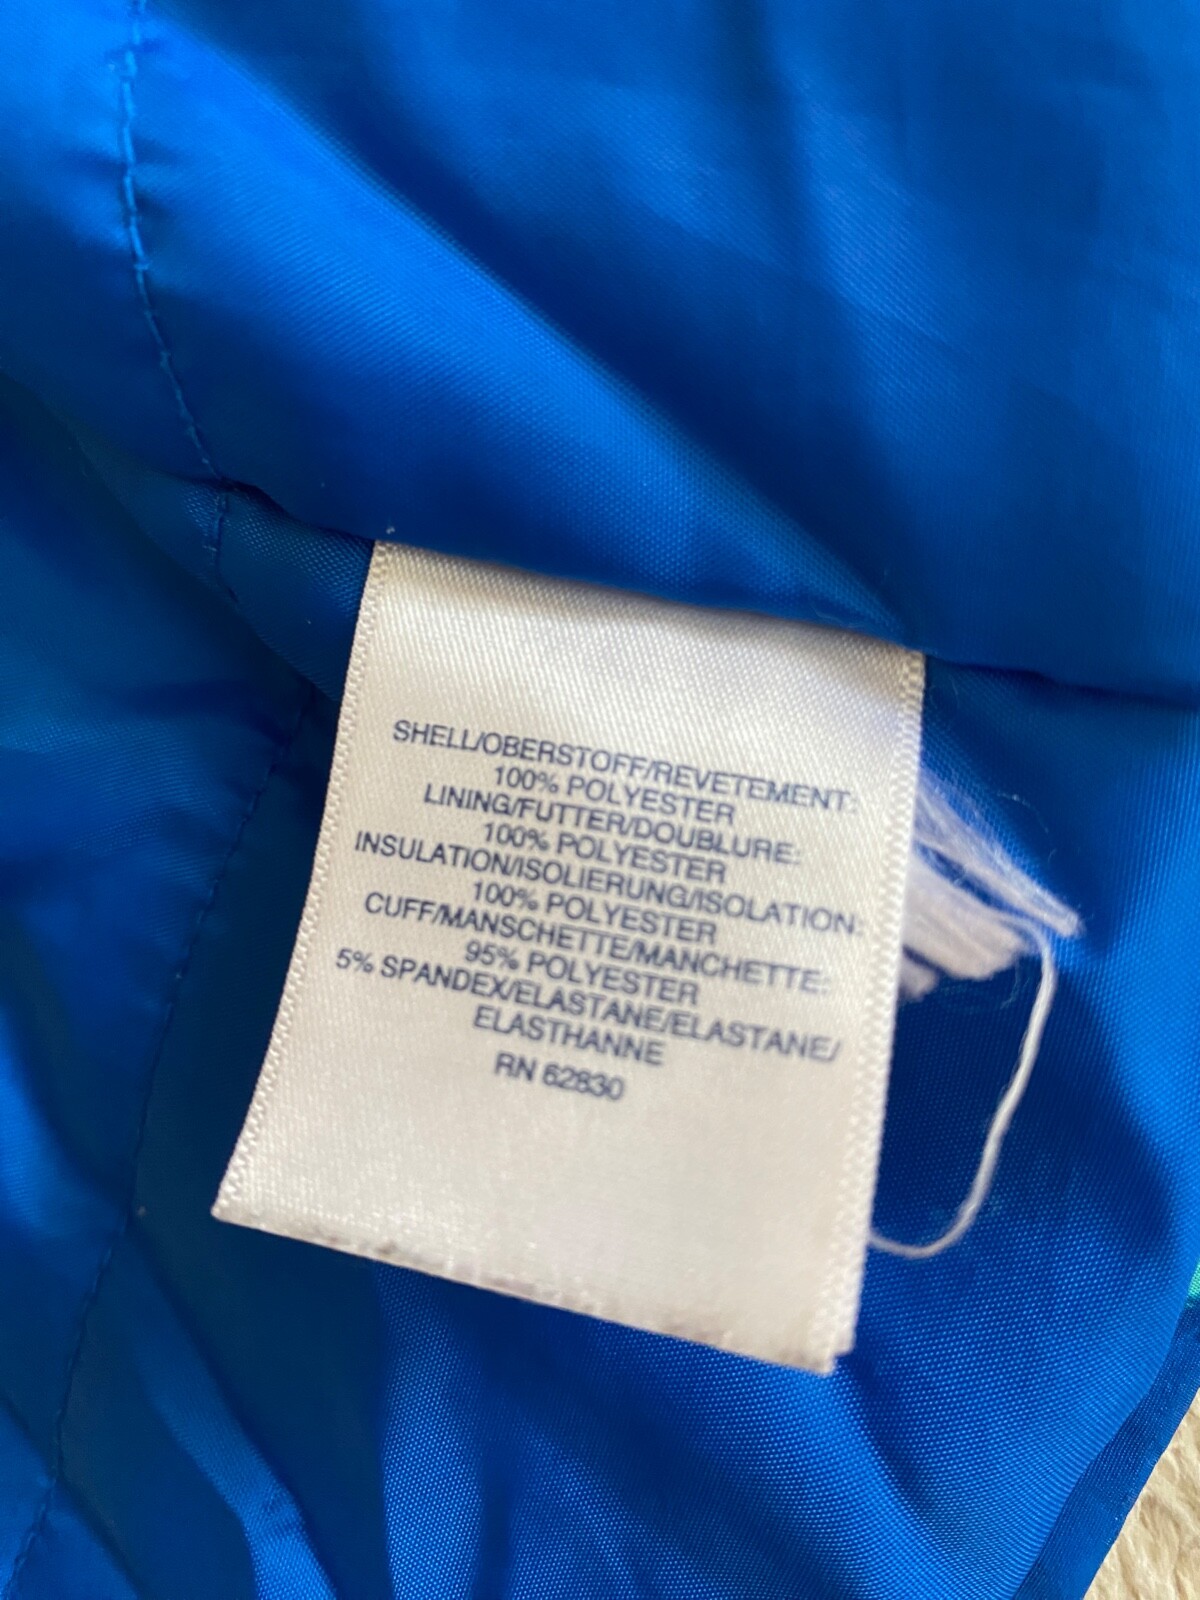 SHELL/OBERSTOFF/REVETEMENT:
100% POLYESTER
LINING/FUTTER/DOUBLURE:
100% POLYESTER
INSULATION/ISOLIERUNG/ISOLATION:
100% POLYESTER
CUFF/MANSCHETTE/MANCHETTE:
95% POLYESTER
5% SPANDEX/ELASTANE/ELASTANE/
ELASTHANNE
RN 62830